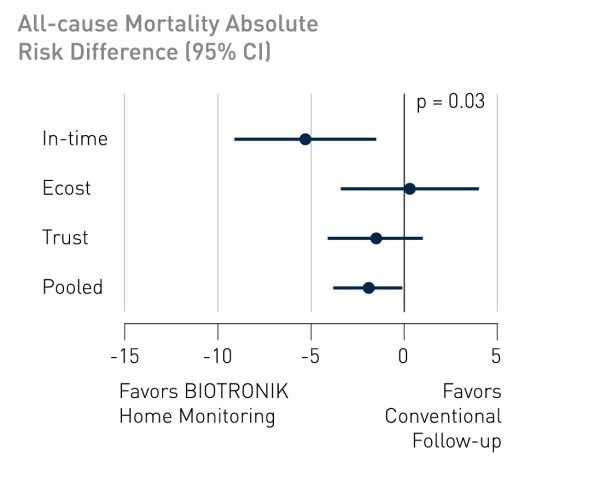 All-cause Mortality Absolute
Risk Difference (95% CI)
p = 0.03
In-time
Ecost
Trust
Pooled
-15 -10 -5 0 5
Favors BIOTRONIK
Home Monitoring
Favors
Conventional
Follow-up